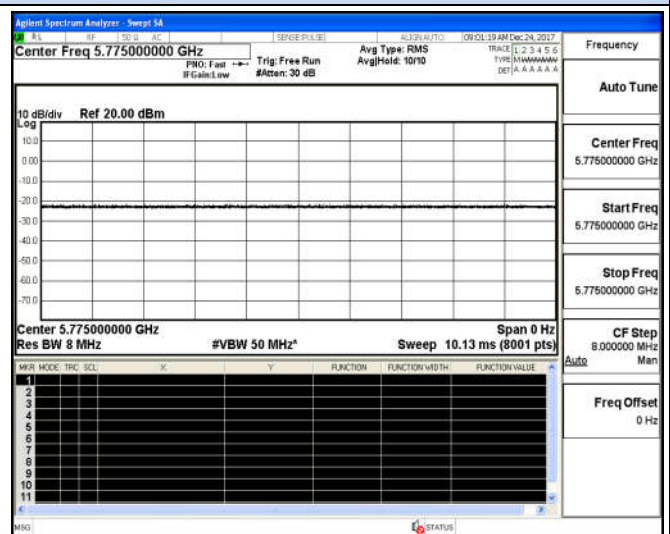 Agilent Spectrum Analyzer - Swept SA
RL RF 50 Ω AC SENSE:PULSE ALIGN AUTO 09:01:19 AM Dec 24, 2017
Center Freq 5.775000000 GHz
PNO: Fast
IFGain:Low
Trig: Free Run
#Atten: 30 dB
Avg Type: RMS
Avg|Hold: 10/10
TRACE 1 2 3 4 5 6
TYPE MWWWWW
DET A A A A A A
Frequency
Auto Tune
10 dB/div Ref 20.00 dBm
Log
10.0
0.00
-10.0
-20.0
-30.0
-40.0
-50.0
-60.0
-70.0
Center Freq
5.775000000 GHz
Start Freq
5.775000000 GHz
Stop Freq
5.775000000 GHz
Center 5.775000000 GHz Span 0 Hz
Res BW 8 MHz #VBW 50 MHz* Sweep 10.13 ms (8001 pts)
CF Step
8.000000 MHz
Auto Man
MKR MODE TRC SCL X Y FUNCTION FUNCTION WIDTH FUNCTION VALUE
1
2
3
4
5
6
7
8
9
10
11
Freq Offset
0 Hz
MSG STATUS